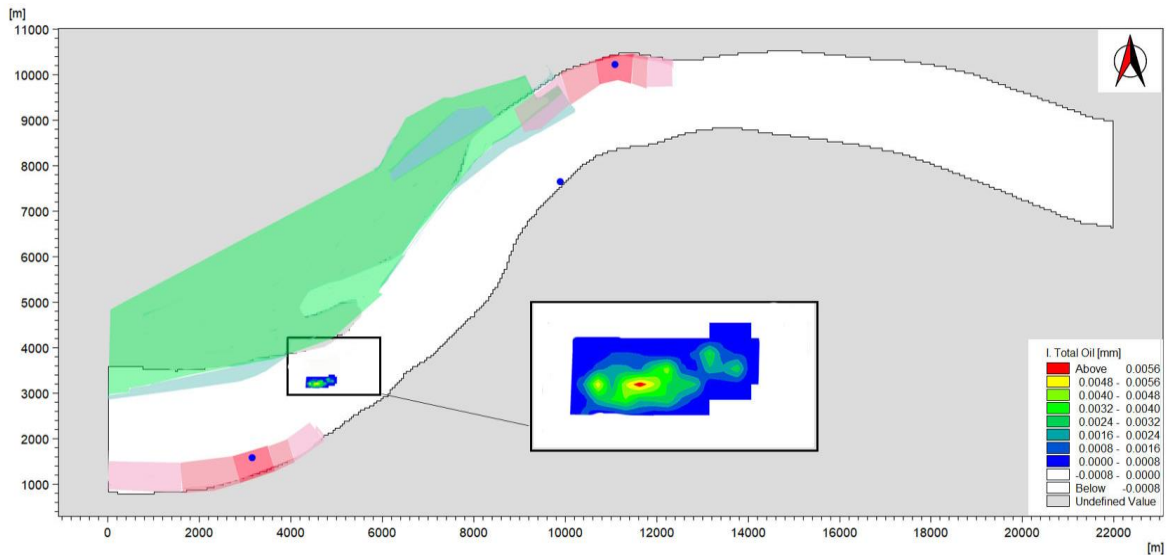 [m]
11000
10000
9000
8000
7000
6000
5000
4000
3000
2000
1000
I. Total Oil [mm]
Above 0.0056
0.0048 - 0.0056
0.0040 - 0.0048
0.0032 - 0.0040
0.0024 - 0.0032
0.0016 - 0.0024
0.0008 - 0.0016
0.0000 - 0.0008
-0.0008 - 0.0000
Below -0.0008
Undefined Value
0 2000 4000 6000 8000 10000 12000 14000 16000 18000 20000 22000
[m]